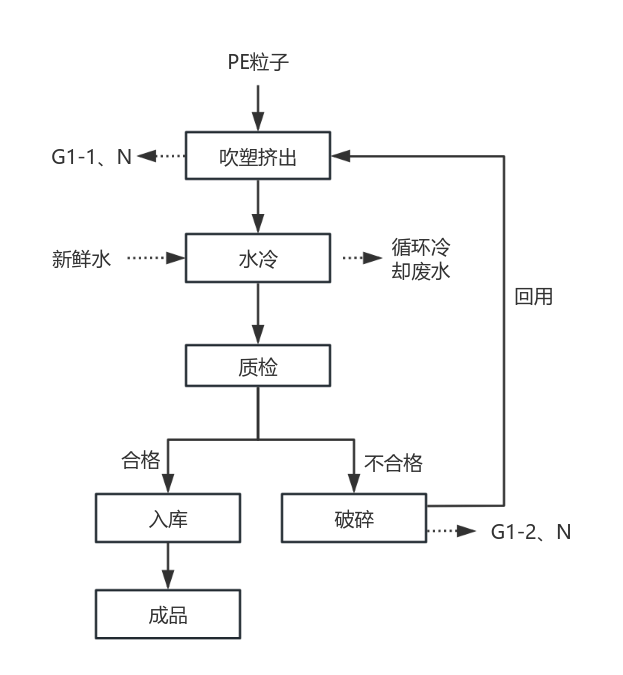 PE粒子
吹塑挤出
G1-1、N
新鲜水
水冷
循环冷
却废水
回用
质检
合格
不合格
入库
破碎
G1-2、N
成品